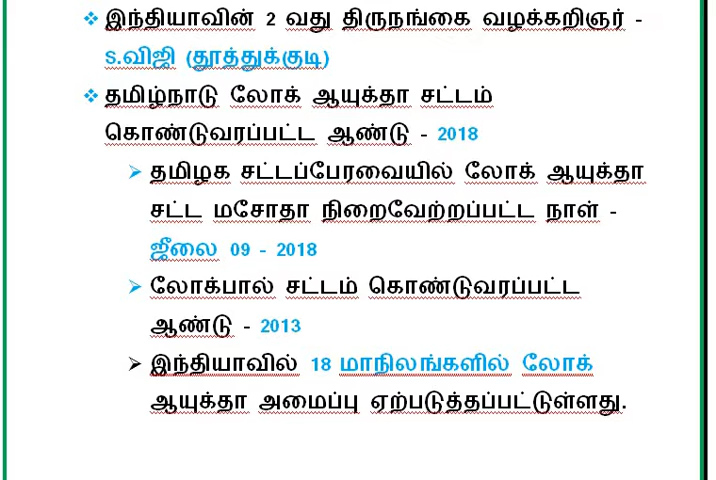 ❖ இந்தியாவின் 2 வது திருநங்கை வழக்கறிஞர் -
S.விஜி (தூத்துக்குடி)
❖ தமிழ்நாடு லோக் ஆயுக்தா சட்டம்
கொண்டுவரப்பட்ட ஆண்டு - 2018
➢ தமிழக சட்டப்பேரவையில் லோக் ஆயுக்தா
சட்ட மசோதா நிறைவேற்றப்பட்ட நாள் -
ஜீலை 09 - 2018
➢ லோக்பால் சட்டம் கொண்டுவரப்பட்ட
ஆண்டு - 2013
➢ இந்தியாவில் 18 மாநிலங்களில் லோக்
ஆயுக்தா அமைப்பு ஏற்படுத்தப்பட்டுள்ளது.